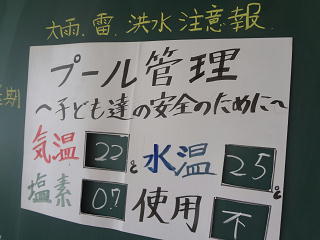 大雨、雷、洪水注意報
プール管理
～子ども達の安全のために～
気温 22℃ 水温 25℃
塩素 0.7 使用 不
期